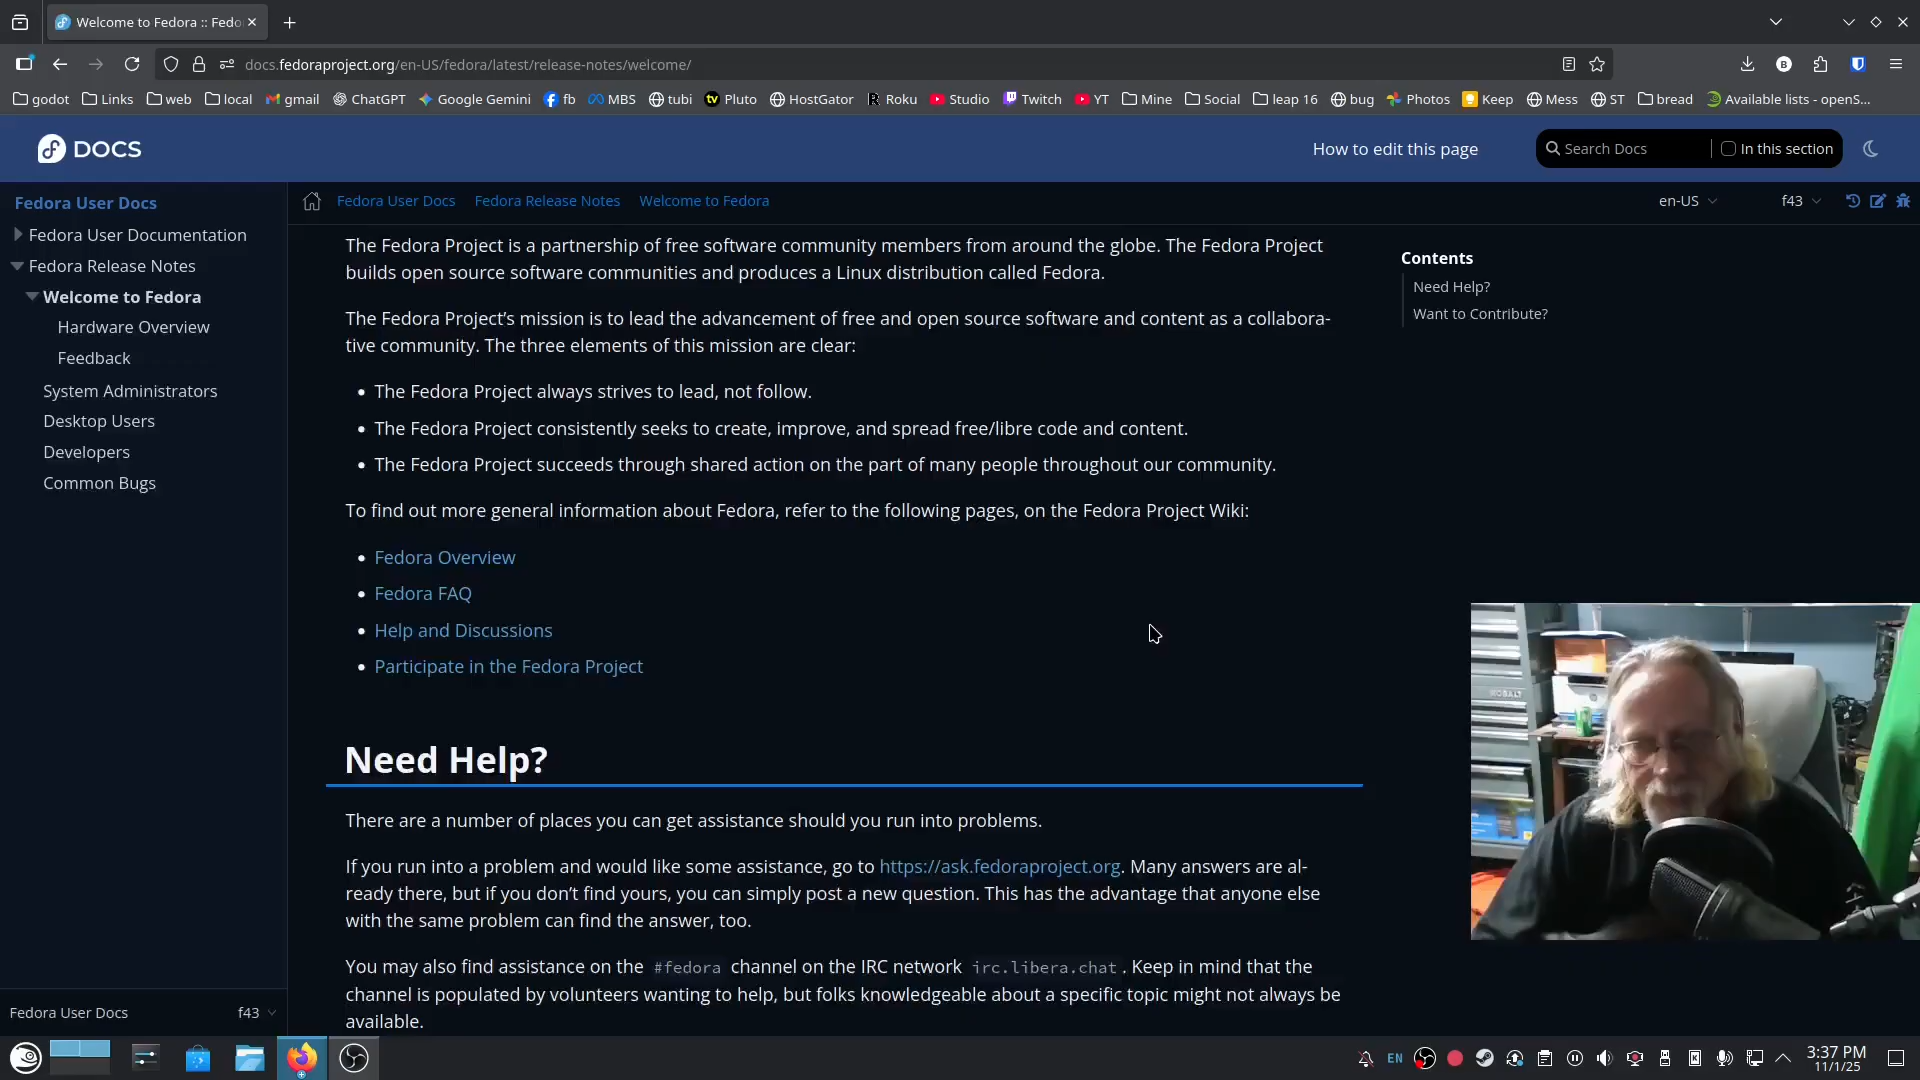 Welcome to Fedora :: Fedo
docs.fedoraproject.org/en-US/fedora/latest/release-notes/welcome/
B
godot Links web local gmail ChatGPT Google Gemini fb MBS tubi Pluto HostGator Roku Studio Twitch YT Mine Social leap 16 bug Photos Keep Mess ST bread Available lists - openS...
DOCS
How to edit this page
Search Docs
In this section
Fedora User Docs
Fedora User Documentation
Fedora Release Notes
Welcome to Fedora
Hardware Overview
Feedback
System Administrators
Desktop Users
Developers
Common Bugs
Fedora User Docs f43
Fedora User Docs Fedora Release Notes Welcome to Fedora
en-US f43
The Fedora Project is a partnership of free software community members from around the globe. The Fedora Project
builds open source software communities and produces a Linux distribution called Fedora.
The Fedora Project’s mission is to lead the advancement of free and open source software and content as a collabora-
tive community. The three elements of this mission are clear:
• The Fedora Project always strives to lead, not follow.
• The Fedora Project consistently seeks to create, improve, and spread free/libre code and content.
• The Fedora Project succeeds through shared action on the part of many people throughout our community.
To find out more general information about Fedora, refer to the following pages, on the Fedora Project Wiki:
• Fedora Overview
• Fedora FAQ
• Help and Discussions
• Participate in the Fedora Project
Need Help?
There are a number of places you can get assistance should you run into problems.
If you run into a problem and would like some assistance, go to https://ask.fedoraproject.org. Many answers are al-
ready there, but if you don’t find yours, you can simply post a new question. This has the advantage that anyone else
with the same problem can find the answer, too.
You may also find assistance on the #fedora channel on the IRC network irc.libera.chat. Keep in mind that the
channel is populated by volunteers wanting to help, but folks knowledgeable about a specific topic might not always be
available.
Contents
Need Help?
Want to Contribute?
KOBALT
EN
3:37 PM
11/1/25